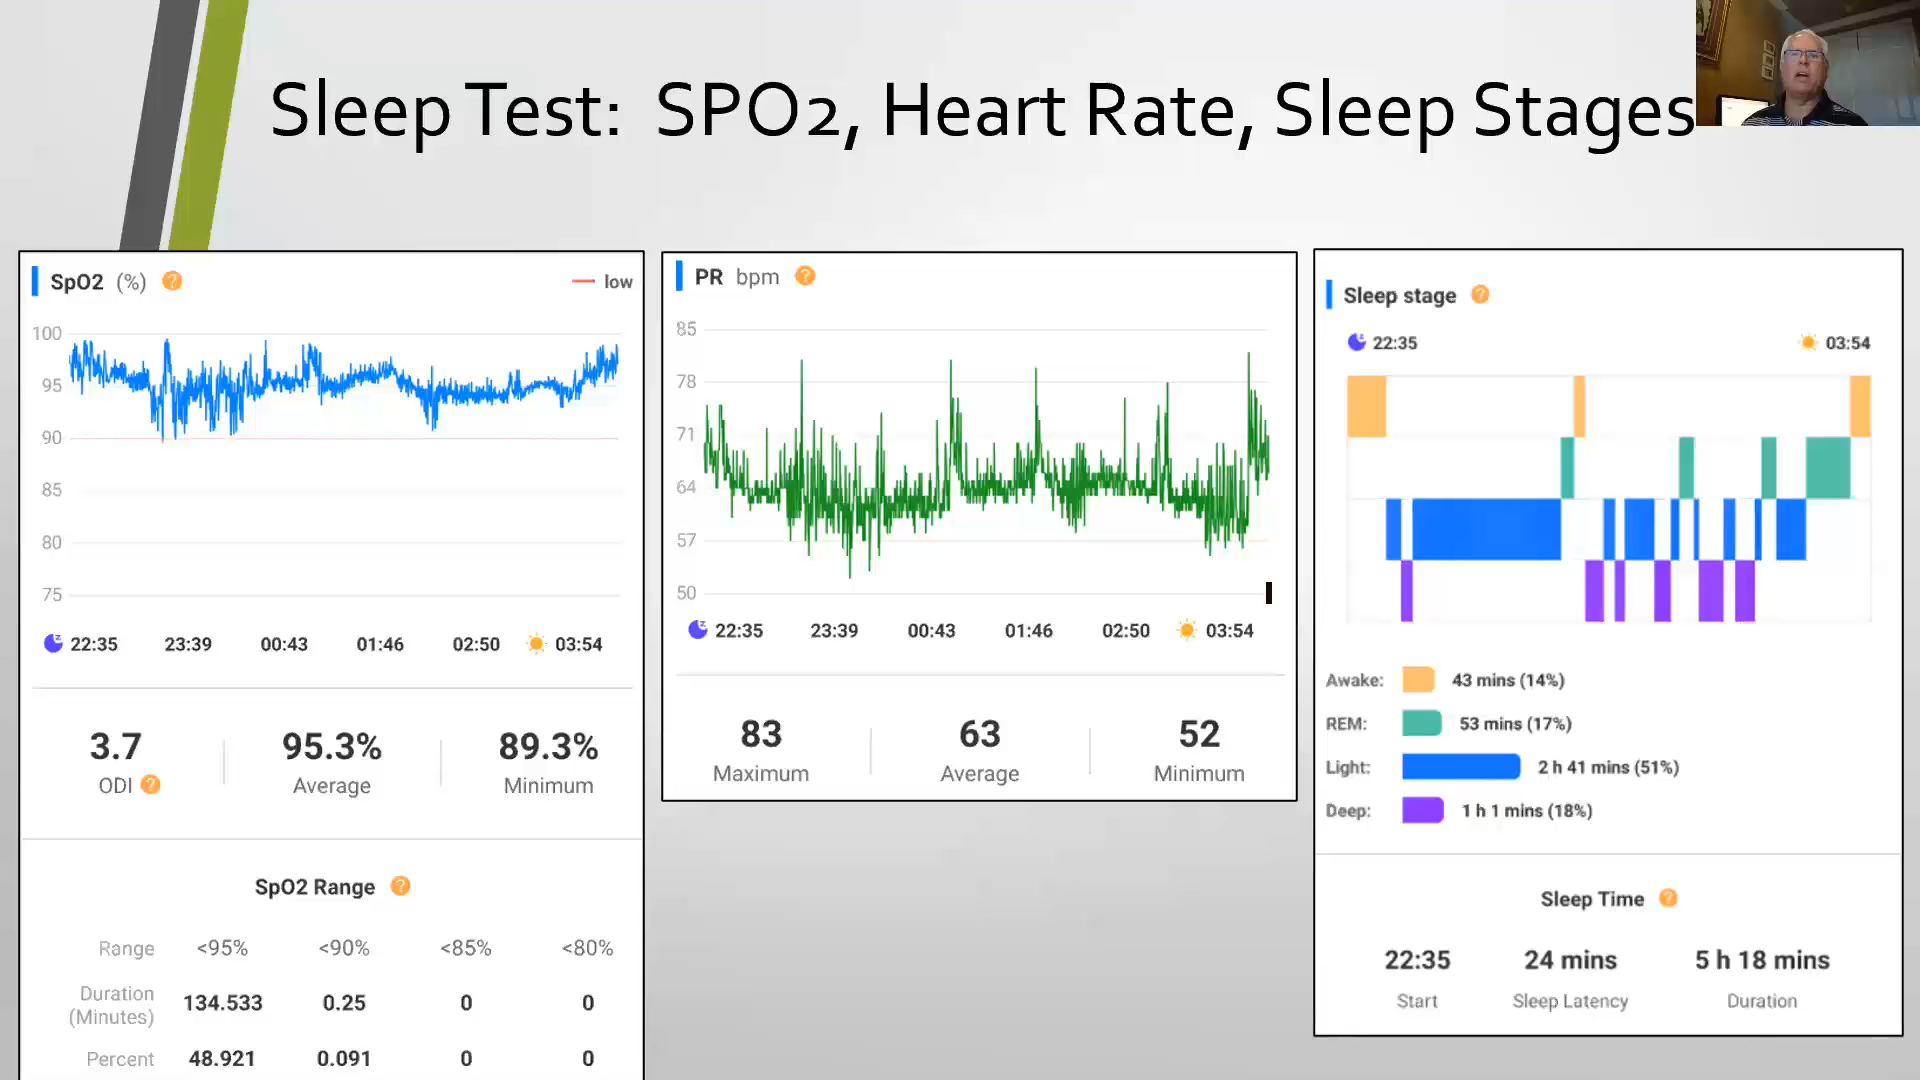 Sleep Test: SPO2, Heart Rate, Sleep Stages
SpO2 (%) ?
low
100
95
90
85
80
75
22:35 23:39 00:43 01:46 02:50 03:54
3.7 95.3% 89.3%
ODI ? Average Minimum
SpO2 Range ?
Range <95% <90% <85% <80%
Duration (Minutes) 134.533 0.25 0 0
Percent 48.921 0.091 0 0
PR bpm ?
85
78
71
64
57
50
22:35 23:39 00:43 01:46 02:50 03:54
83 63 52
Maximum Average Minimum
Sleep stage ?
22:35 03:54
Awake: 43 mins (14%)
REM: 53 mins (17%)
Light: 2 h 41 mins (51%)
Deep: 1 h 1 mins (18%)
Sleep Time ?
22:35 24 mins 5 h 18 mins
Start Sleep Latency Duration